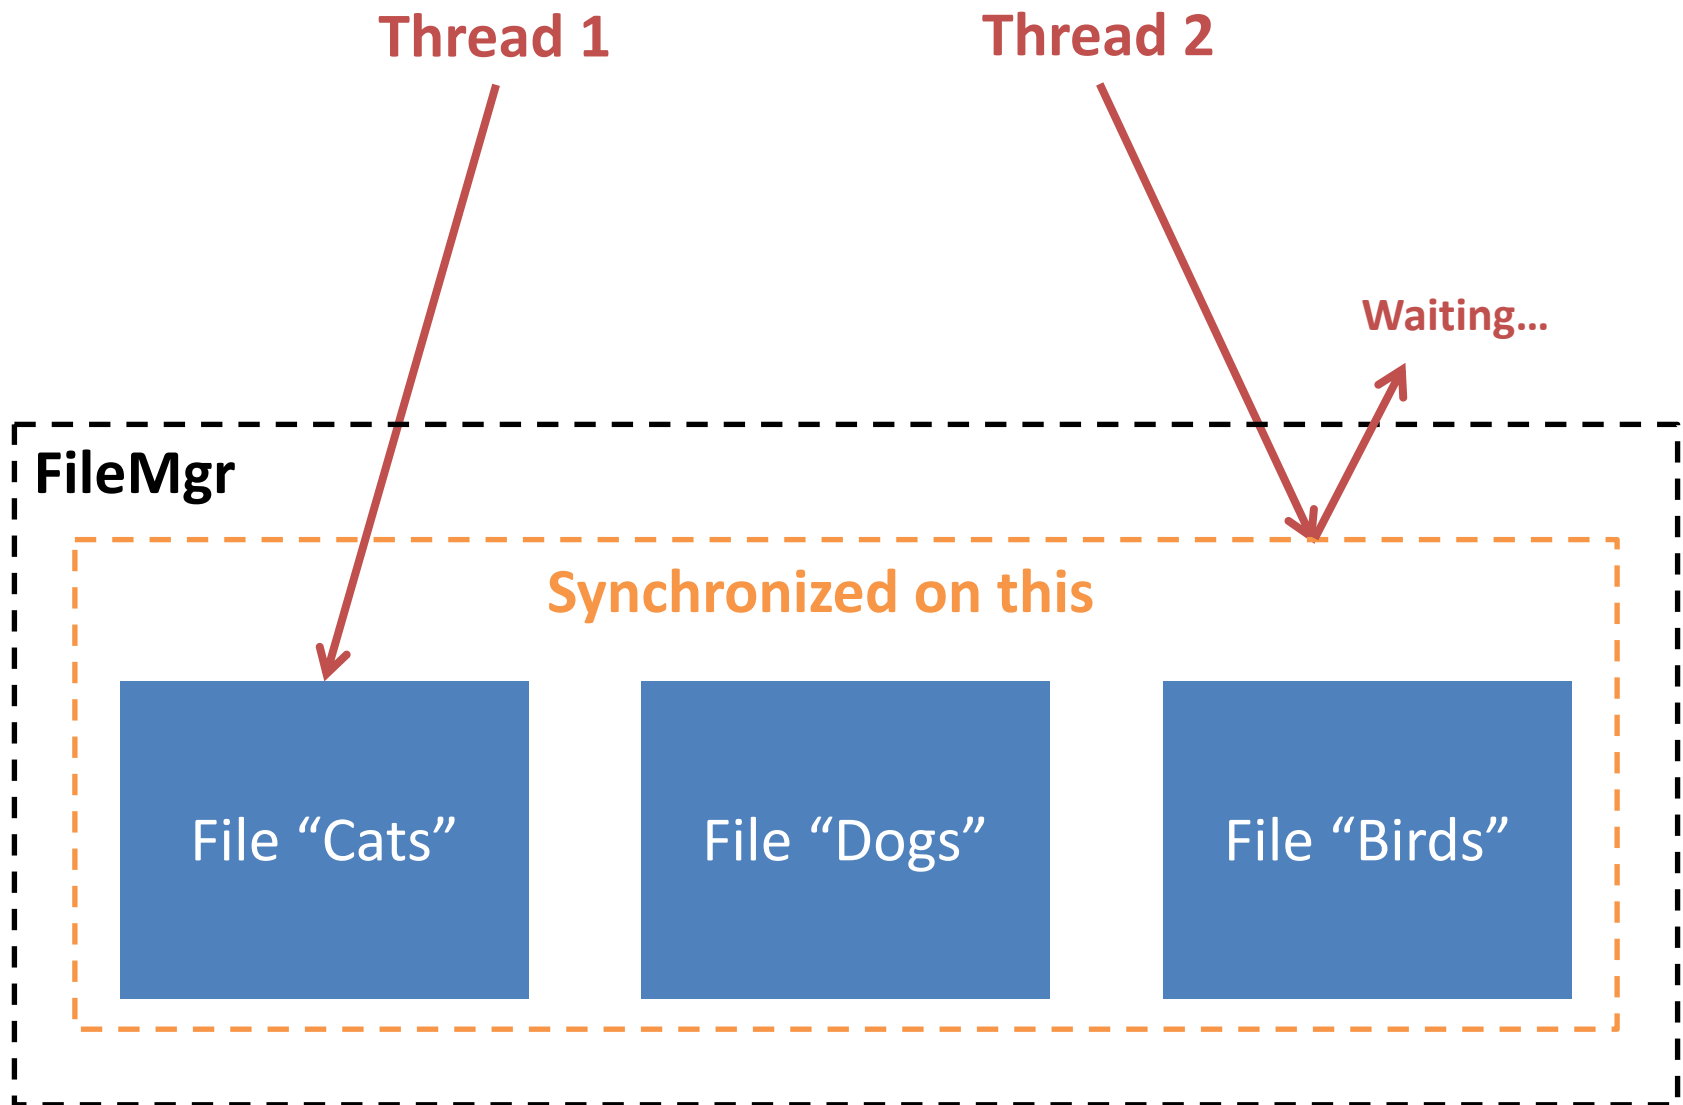 Thread 1
Thread 2
Waiting…
FileMgr
Synchronized on this
File “Cats”
File “Dogs”
File “Birds”